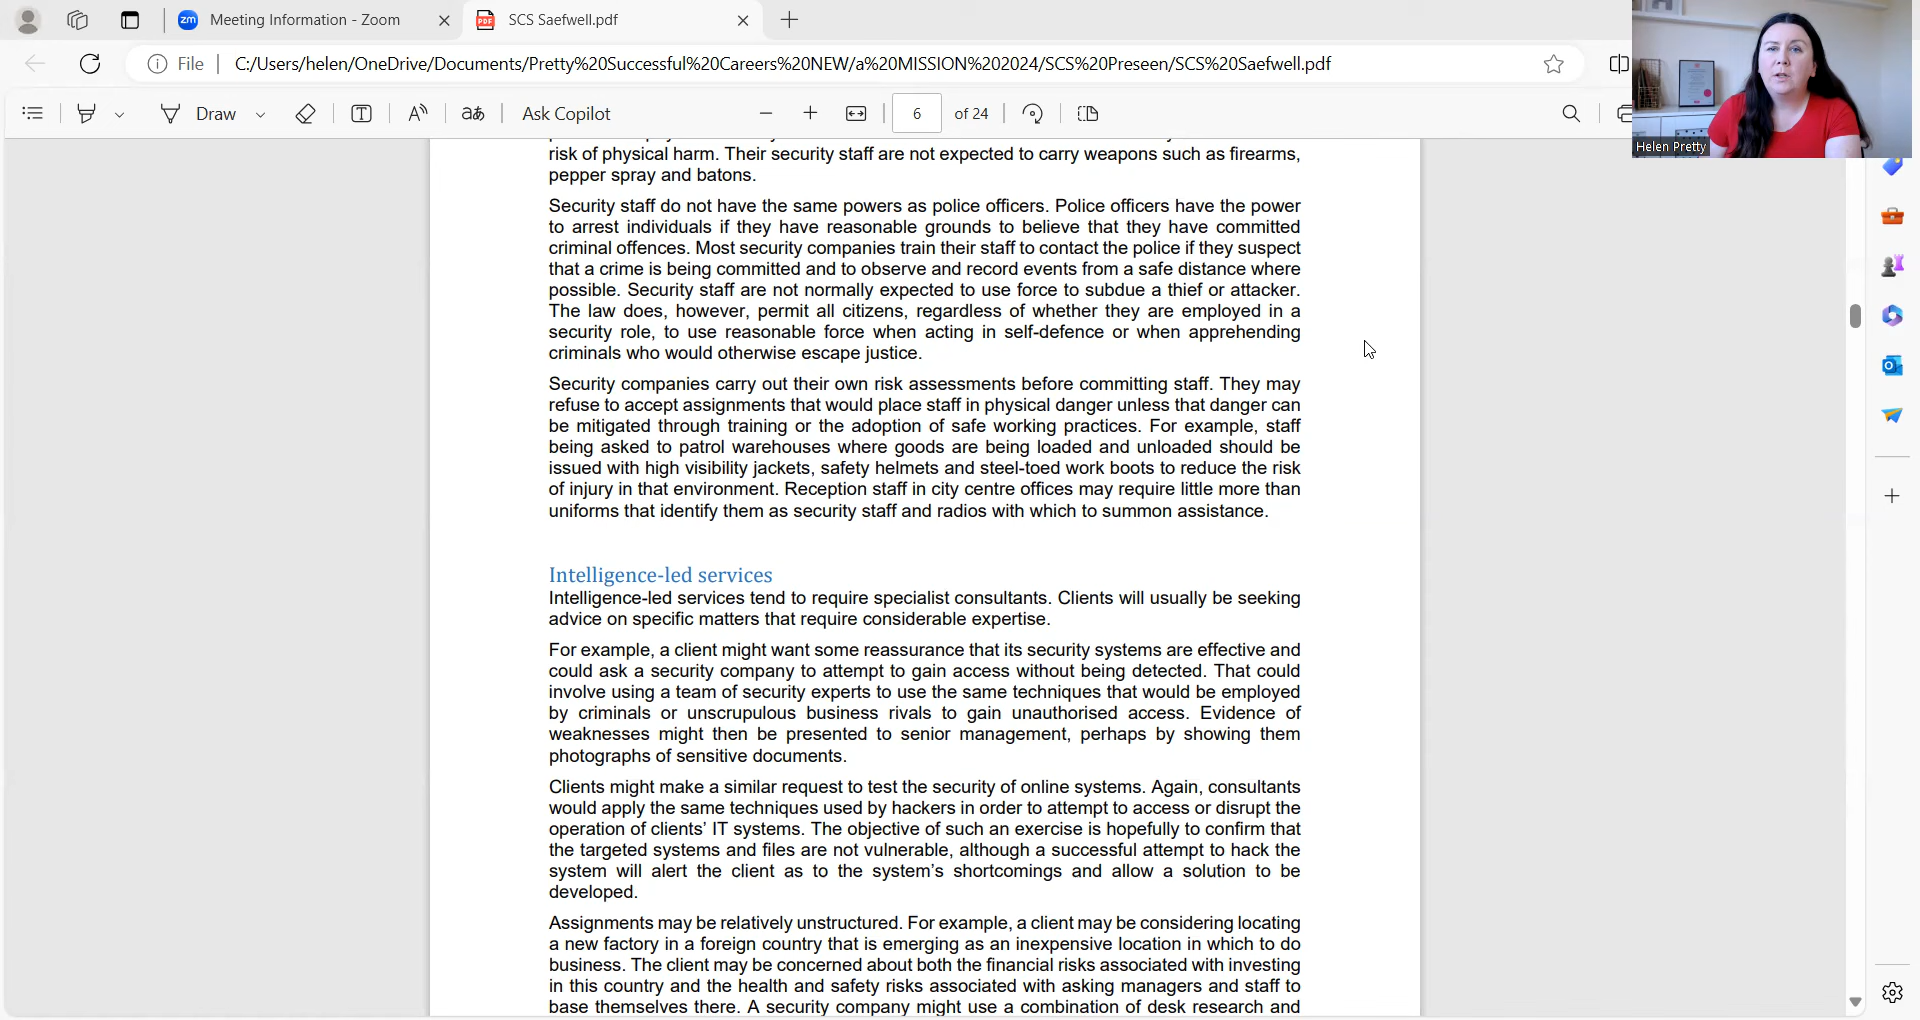 zm Meeting Information - Zoom
PDF SCS Saefwell.pdf
File C:/Users/helen/OneDrive/Documents/Pretty%20Successful%20Careers%20NEW/a%20MISSION%202024/SCS%20Preseen/SCS%20Saefwell.pdf
Draw T A aあ Ask Copilot 6 of 24
Helen Pretty
risk of physical harm. Their security staff are not expected to carry weapons such as firearms,
pepper spray and batons.
Security staff do not have the same powers as police officers. Police officers have the power
to arrest individuals if they have reasonable grounds to believe that they have committed
criminal offences. Most security companies train their staff to contact the police if they suspect
that a crime is being committed and to observe and record events from a safe distance where
possible. Security staff are not normally expected to use force to subdue a thief or attacker.
The law does, however, permit all citizens, regardless of whether they are employed in a
security role, to use reasonable force when acting in self-defence or when apprehending
criminals who would otherwise escape justice.
Security companies carry out their own risk assessments before committing staff. They may
refuse to accept assignments that would place staff in physical danger unless that danger can
be mitigated through training or the adoption of safe working practices. For example, staff
being asked to patrol warehouses where goods are being loaded and unloaded should be
issued with high visibility jackets, safety helmets and steel-toed work boots to reduce the risk
of injury in that environment. Reception staff in city centre offices may require little more than
uniforms that identify them as security staff and radios with which to summon assistance.
Intelligence-led services
Intelligence-led services tend to require specialist consultants. Clients will usually be seeking
advice on specific matters that require considerable expertise.
For example, a client might want some reassurance that its security systems are effective and
could ask a security company to attempt to gain access without being detected. That could
involve using a team of security experts to use the same techniques that would be employed
by criminals or unscrupulous business rivals to gain unauthorised access. Evidence of
weaknesses might then be presented to senior management, perhaps by showing them
photographs of sensitive documents.
Clients might make a similar request to test the security of online systems. Again, consultants
would apply the same techniques used by hackers in order to attempt to access or disrupt the
operation of clients' IT systems. The objective of such an exercise is hopefully to confirm that
the targeted systems and files are not vulnerable, although a successful attempt to hack the
system will alert the client as to the system's shortcomings and allow a solution to be
developed.
Assignments may be relatively unstructured. For example, a client may be considering locating
a new factory in a foreign country that is emerging as an inexpensive location in which to do
business. The client may be concerned about both the financial risks associated with investing
in this country and the health and safety risks associated with asking managers and staff to
base themselves there. A security company might use a combination of desk research and